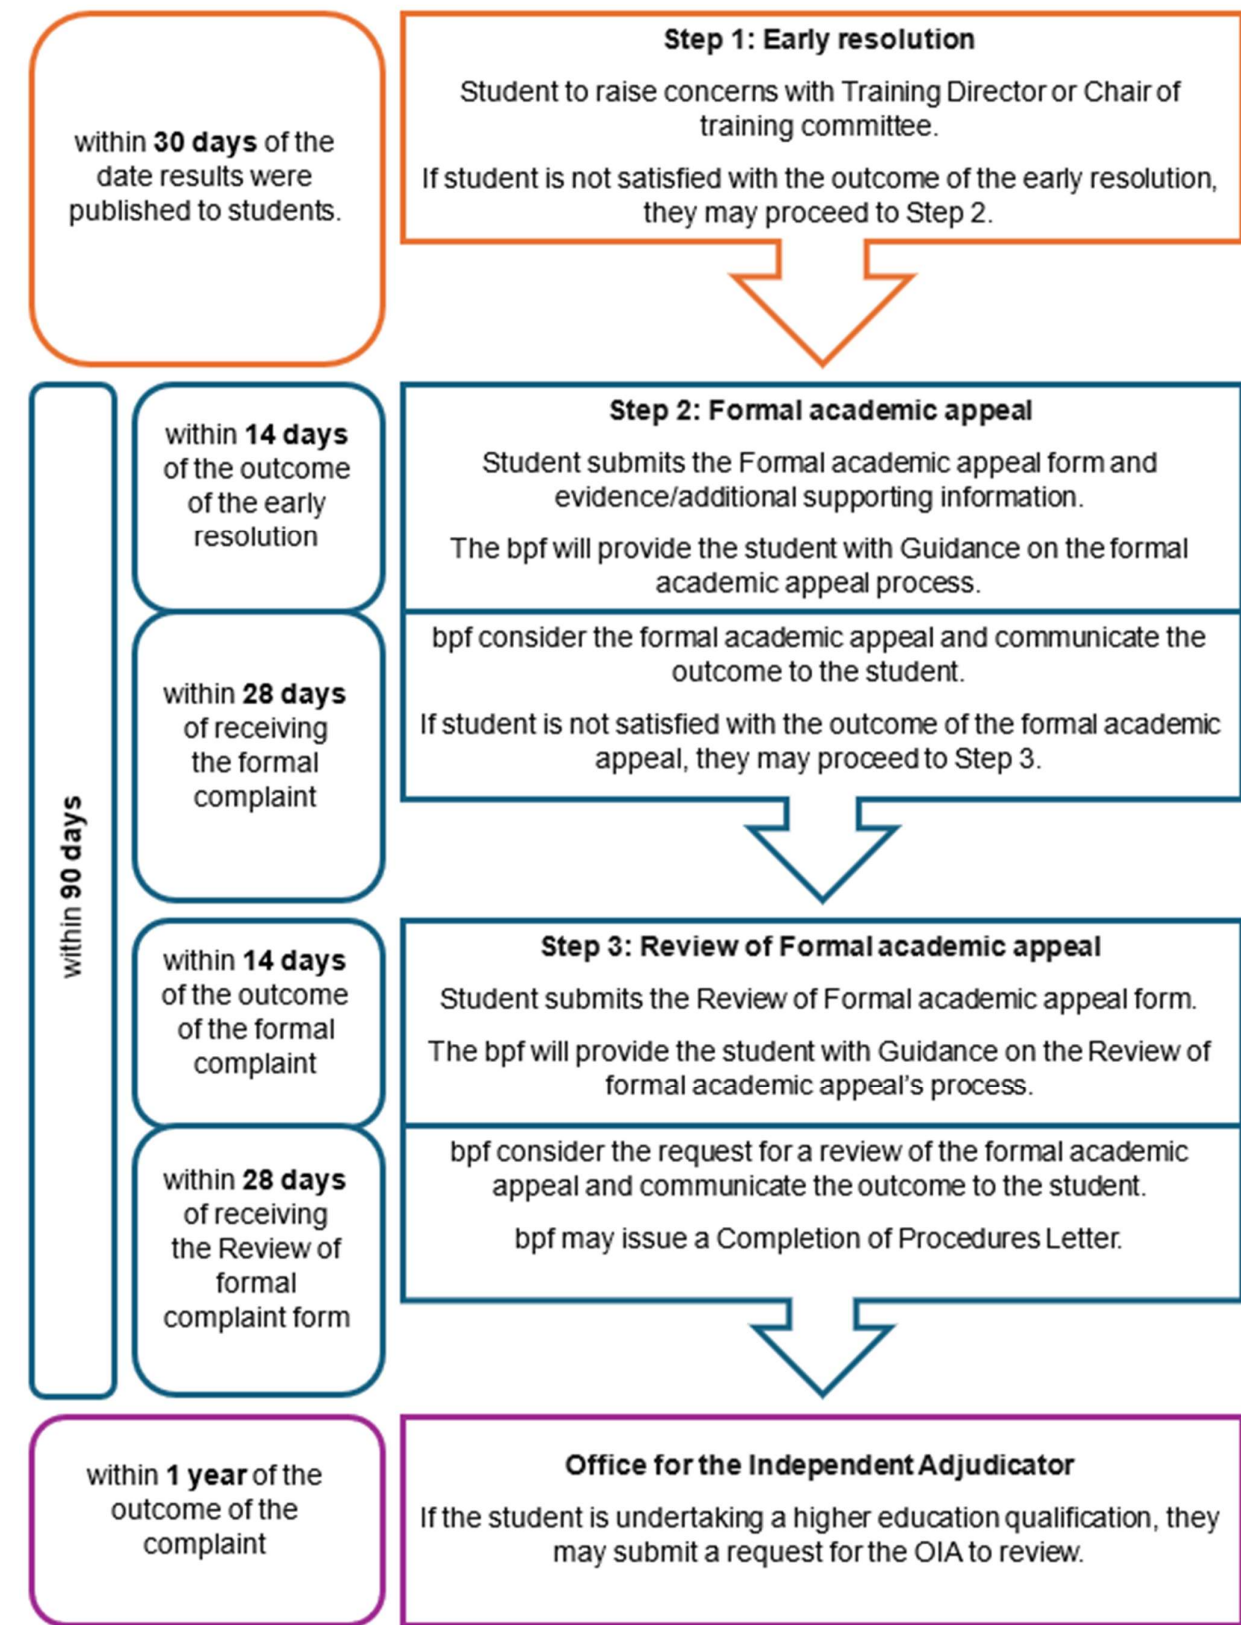 within 30 days of the
date results were
published to students.
Step 1: Early resolution
Student to raise concerns with Training Director or Chair of
training committee.
If student is not satisfied with the outcome of the early resolution,
they may proceed to Step 2.
within 90 days
within 14 days
of the outcome
of the early
resolution
Step 2: Formal academic appeal
Student submits the Formal academic appeal form and
evidence/additional supporting information.
The bpf will provide the student with Guidance on the formal
academic appeal process.
within 28 days
of receiving
the formal
complaint
bpf consider the formal academic appeal and communicate the
outcome to the student.
If student is not satisfied with the outcome of the formal academic
appeal, they may proceed to Step 3.
within 14 days
of the outcome
of the formal
complaint
Step 3: Review of Formal academic appeal
Student submits the Review of Formal academic appeal form.
The bpf will provide the student with Guidance on the Review of
formal academic appeal's process.
within 28 days
of receiving
the Review of
formal
complaint form
bpf consider the request for a review of the formal academic
appeal and communicate the outcome to the student.
bpf may issue a Completion of Procedures Letter.
within 1 year of the
outcome of the
complaint
Office for the Independent Adjudicator
If the student is undertaking a higher education qualification, they
may submit a request for the OIA to review.